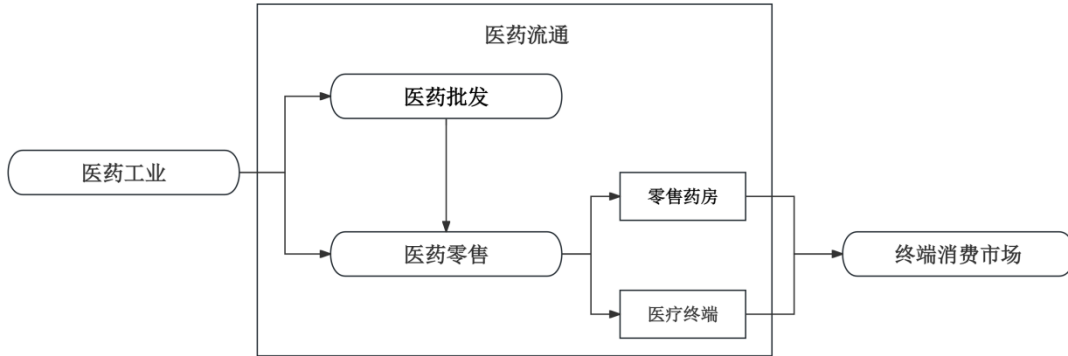 医药流通
医药批发
医药工业
零售药房
医药零售
终端消费市场
医疗终端